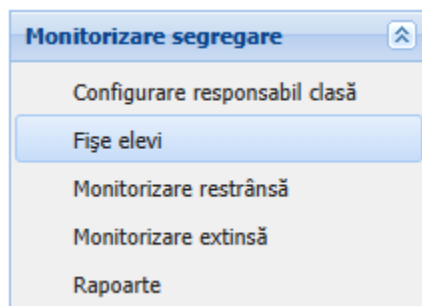 Monitorizare segregare
Configurare responsabil clasă
Fişe elevi
Monitorizare restrânsă
Monitorizare extinsă
Rapoarte